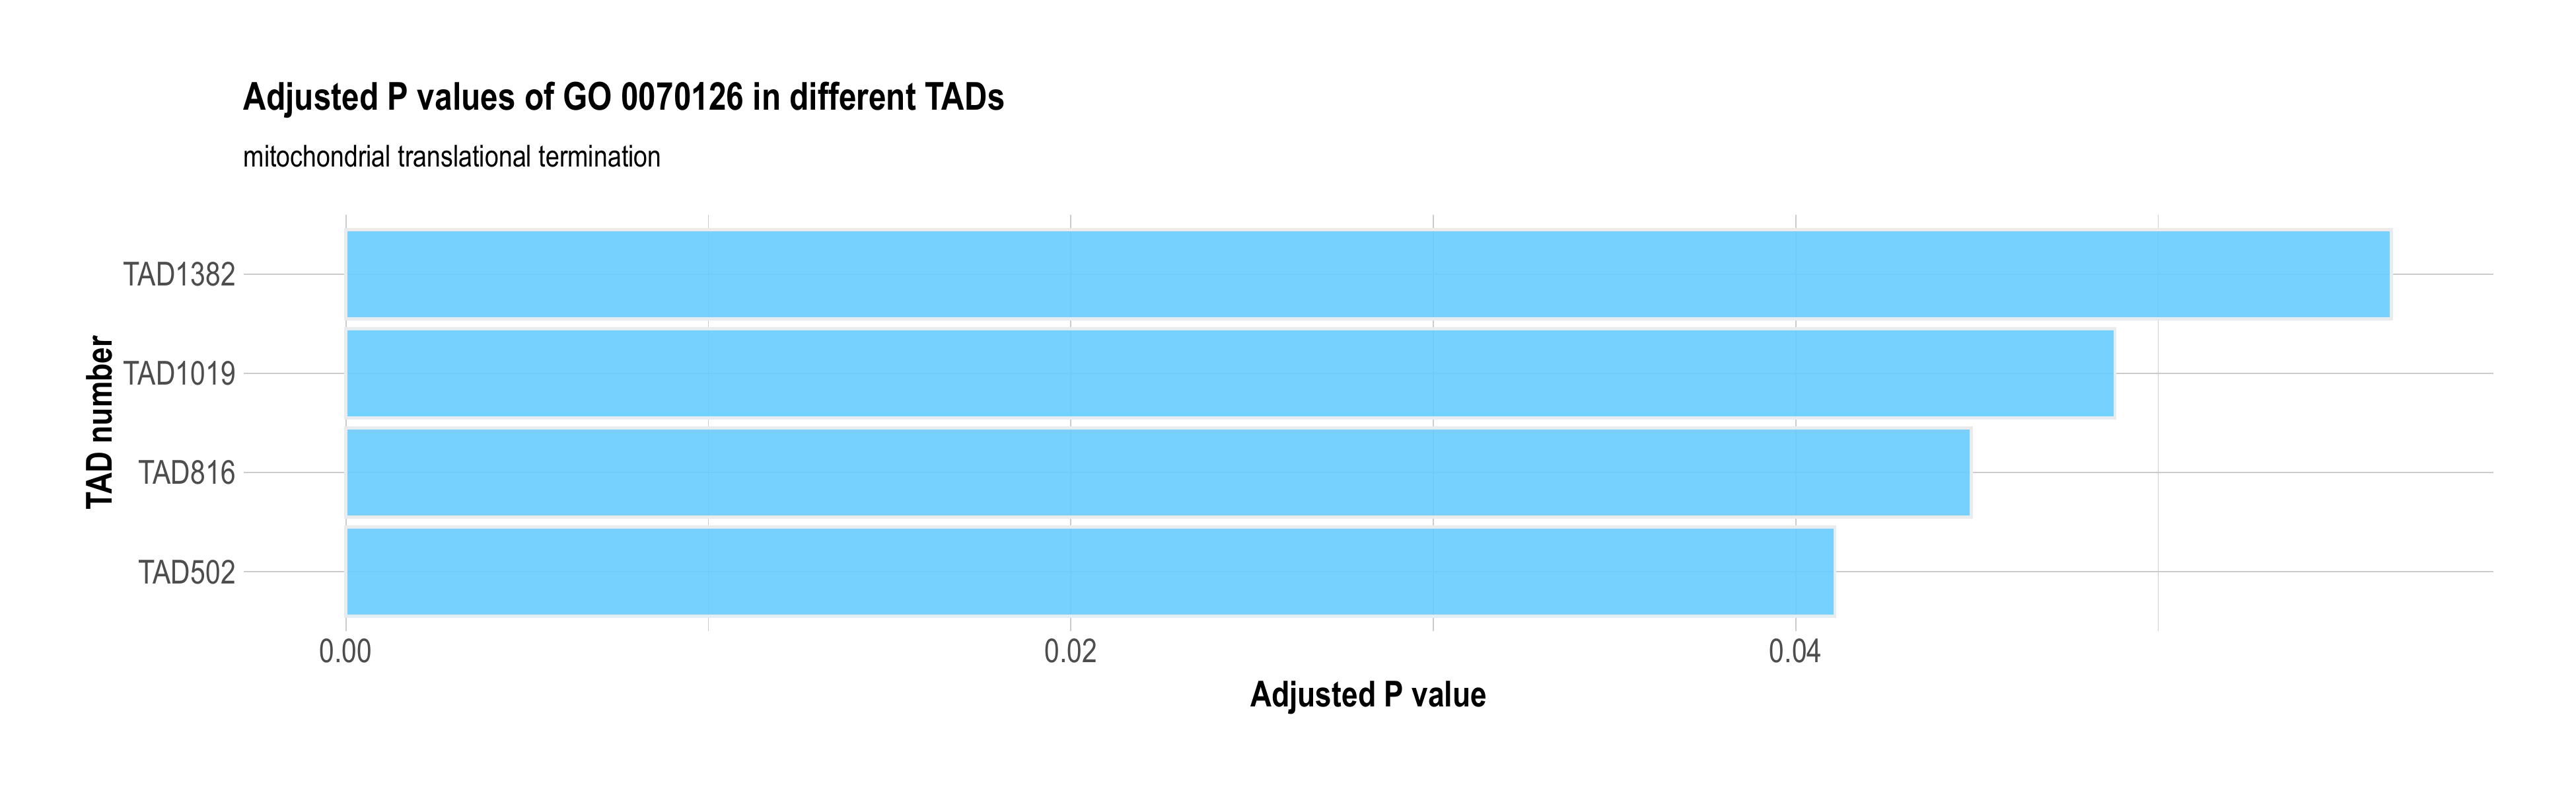 Adjusted P values of GO 0070126 in different TADs
mitochondrial translational termination
TAD number
TAD1382
TAD1019
TAD816
TAD502
0.00 0.02 0.04
Adjusted P value